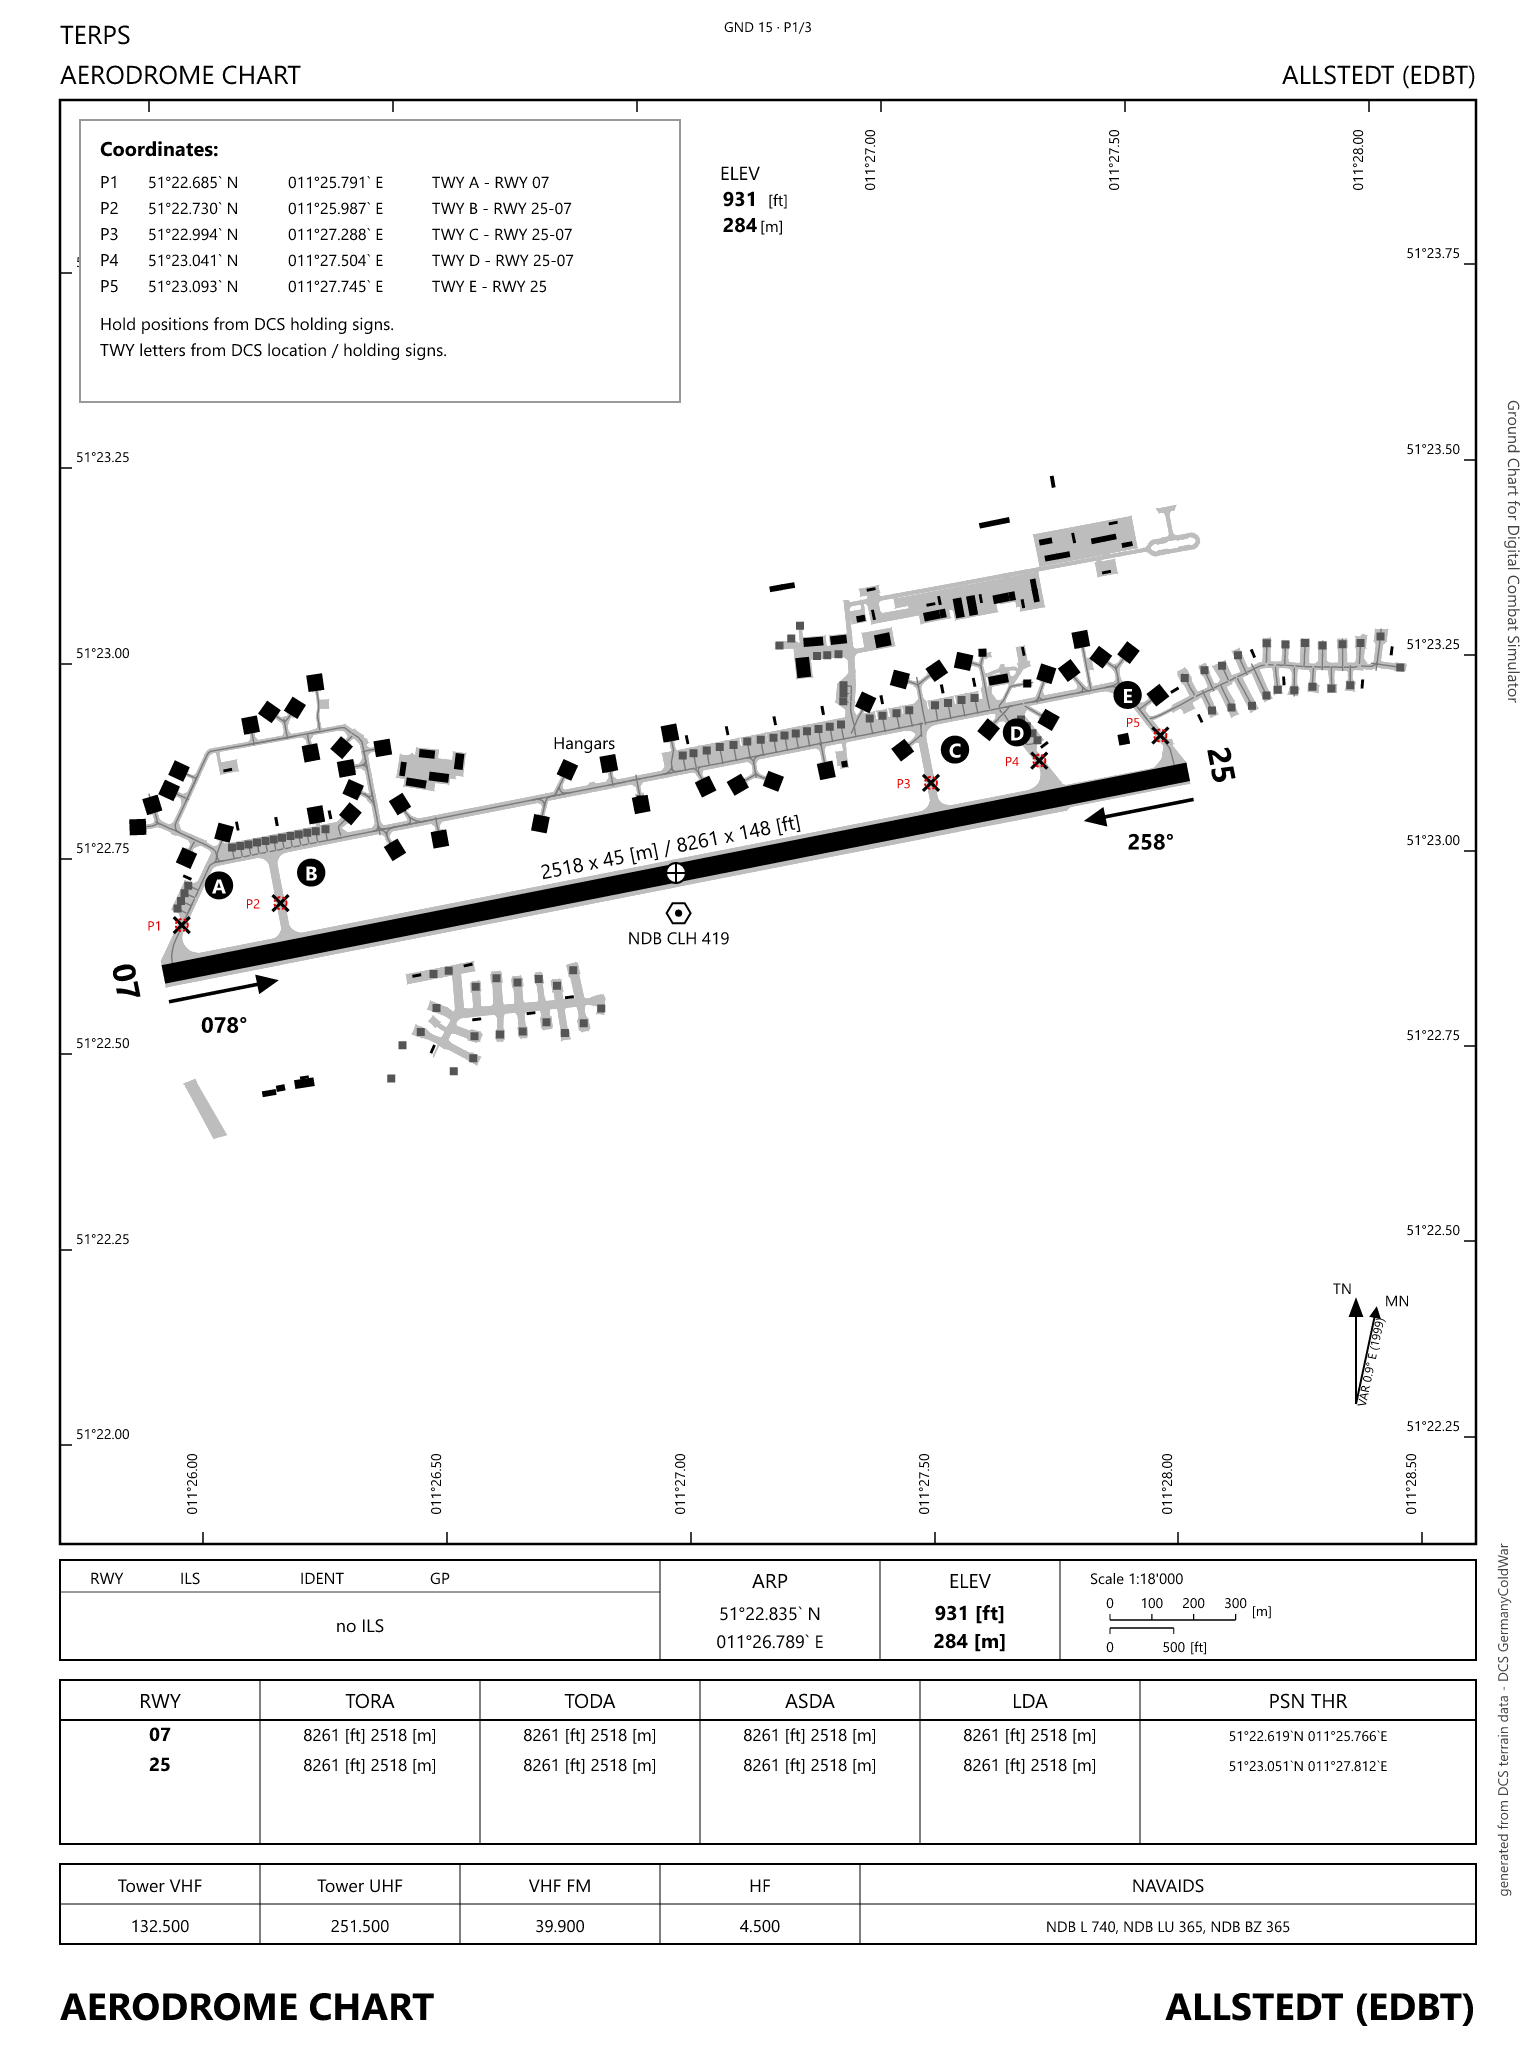 TERPS
GND 15 · P1/3
AERODROME CHART
ALLSTEDT (EDBT)
Coordinates:
P1 51°22.685` N 011°25.791` E TWY A - RWY 07
P2 51°22.730` N 011°25.987` E TWY B - RWY 25-07
P3 51°22.994` N 011°27.288` E TWY C - RWY 25-07
P4 51°23.041` N 011°27.504` E TWY D - RWY 25-07
P5 51°23.093` N 011°27.745` E TWY E - RWY 25
Hold positions from DCS holding signs.
TWY letters from DCS location / holding signs.
ELEV
931 [ft]
284 [m]
011°27.00
011°27.50
011°28.00
51°23.75
51°23.25
51°23.50
51°23.00
51°23.25
51°22.75
51°23.00
51°22.50
51°22.75
51°22.25
51°22.50
51°22.00
51°22.25
Hangars
E
P5
D
C
P4
P3
25
258°
2518 x 45 [m] / 8261 x 148 [ft]
B
A
P2
P1
NDB CLH 419
07
078°
TN
MN
VAR 0.9° E (1999)
011°26.00
011°26.50
011°27.00
011°27.50
011°28.00
011°28.50
Ground Chart for Digital Combat Simulator
RWY ILS IDENT GP
no ILS
ARP
51°22.835` N
011°26.789` E
ELEV
931 [ft]
284 [m]
Scale 1:18'000
0 100 200 300 [m]
0 500 [ft]
RWY TORA TODA ASDA LDA PSN THR
07 8261 [ft] 2518 [m] 8261 [ft] 2518 [m] 8261 [ft] 2518 [m] 8261 [ft] 2518 [m] 51°22.619`N 011°25.766`E
25 8261 [ft] 2518 [m] 8261 [ft] 2518 [m] 8261 [ft] 2518 [m] 8261 [ft] 2518 [m] 51°23.051`N 011°27.812`E
Tower VHF Tower UHF VHF FM HF NAVAIDS
132.500 251.500 39.900 4.500 NDB L 740, NDB LU 365, NDB BZ 365
generated from DCS terrain data - DCS GermanyColdWar
AERODROME CHART
ALLSTEDT (EDBT)